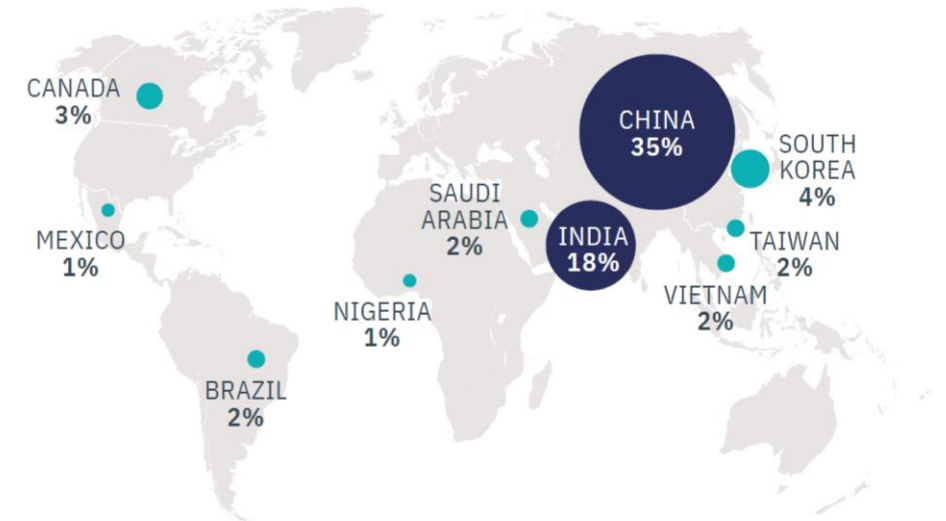 CANADA
3%
CHINA
35%
SOUTH
KOREA
4%
SAUDI
ARABIA
2%
INDIA
18%
MEXICO
1%
TAIWAN
2%
VIETNAM
2%
NIGERIA
1%
BRAZIL
2%